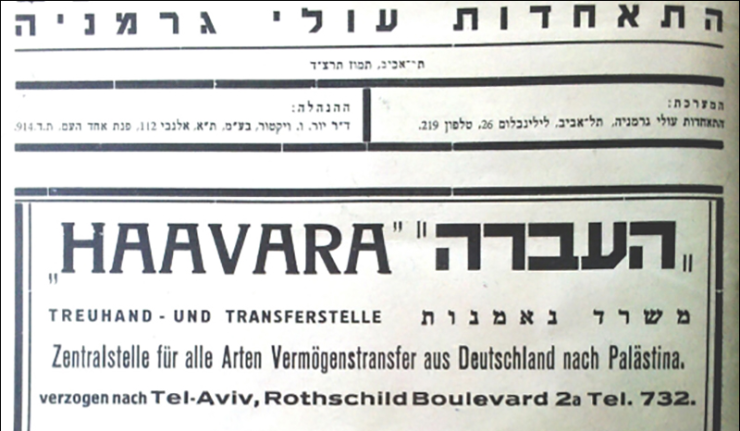 התאחדות עולי גרמניה
תל־אביב, תמוז תרצ״ד
המערכת:
התאחדות עולי גרמניה, תל־אביב, לילינבלום 26, טלפון 219.
ההנהלה:
ד״ר יור. ו. ויקטור, בע״מ, ת״א, אלנבי 112, פנת אחד העם. ת.ד. 914.
„HAAVARA” „העברה"
TREUHAND - UND TRANSFERSTELLE משרד נאמנות
Zentralstelle für alle Arten Vermögenstransfer aus Deutschland nach Palästina.
verzogen nach Tel-Aviv, Rothschild Boulevard 2a Tel. 732.